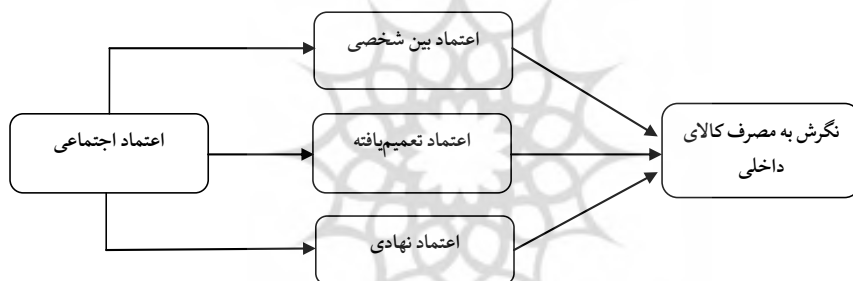 اعتماد بین شخصی
نگرش به مصرف کالای
داخلی
اعتماد تعمیم‌یافته
اعتماد اجتماعی
اعتماد نهادی